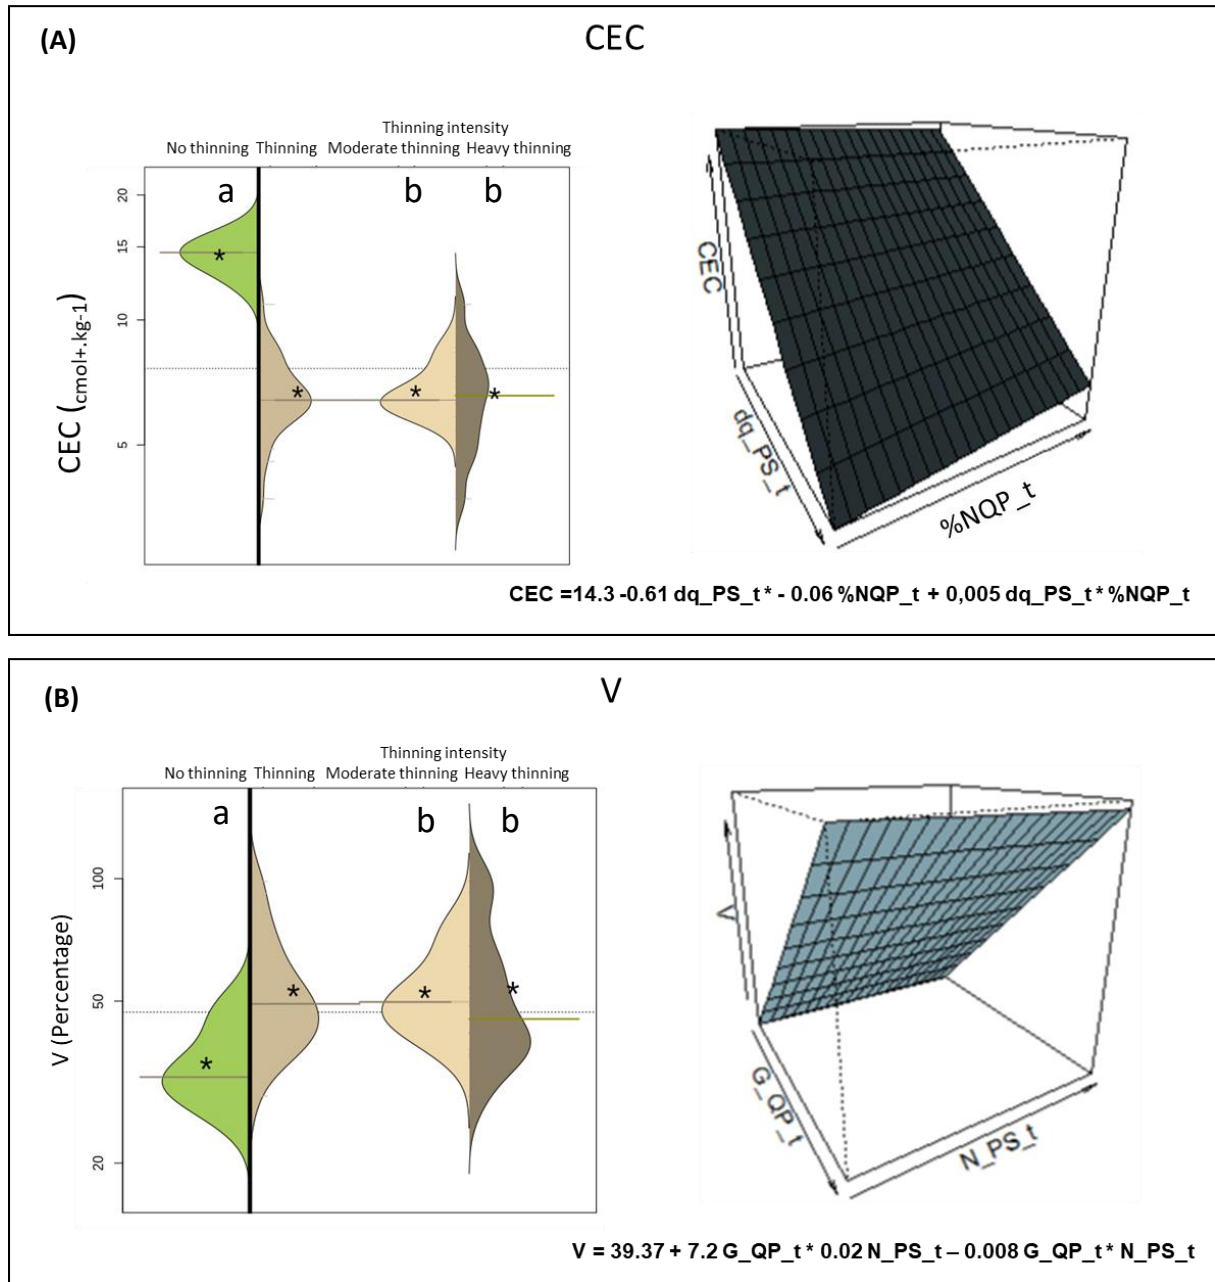 (A)
CEC
Thinning intensity
No thinning Thinning Moderate thinning Heavy thinning
a b b
20
15
10
5
CEC (cmol+.kg-1)
* * * *
CEC
dq_PS_t
%NQP_t
CEC =14.3 -0.61 dq_PS_t* - 0.06 %NQP_t + 0,005 dq_PS_t* %NQP_t
(B)
V
Thinning intensity
No thinning Thinning Moderate thinning Heavy thinning
a b b
100
50
20
V (Percentage)
* * * *
V
G_QP_t
N_PS_t
V = 39.37 + 7.2 G_QP_t* 0.02 N_PS_t – 0.008 G_QP_t* N_PS_t